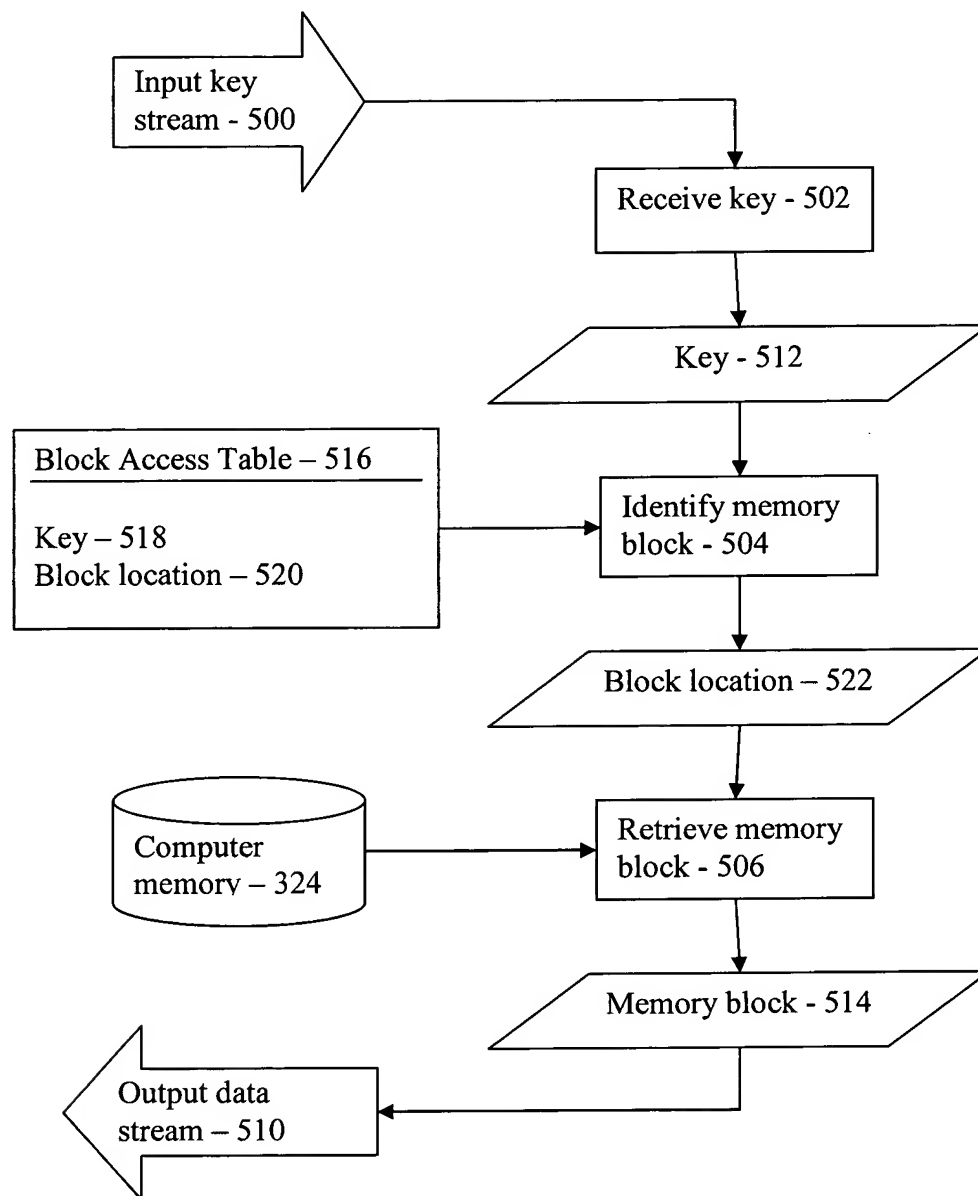 Input key
stream - 500
Receive key - 502
Key - 512
Block Access Table – 516
Key – 518
Block location – 520
Identify memory
block - 504
Block location – 522
Computer
memory – 324
Retrieve memory
block - 506
Memory block - 514
Output data
stream – 510